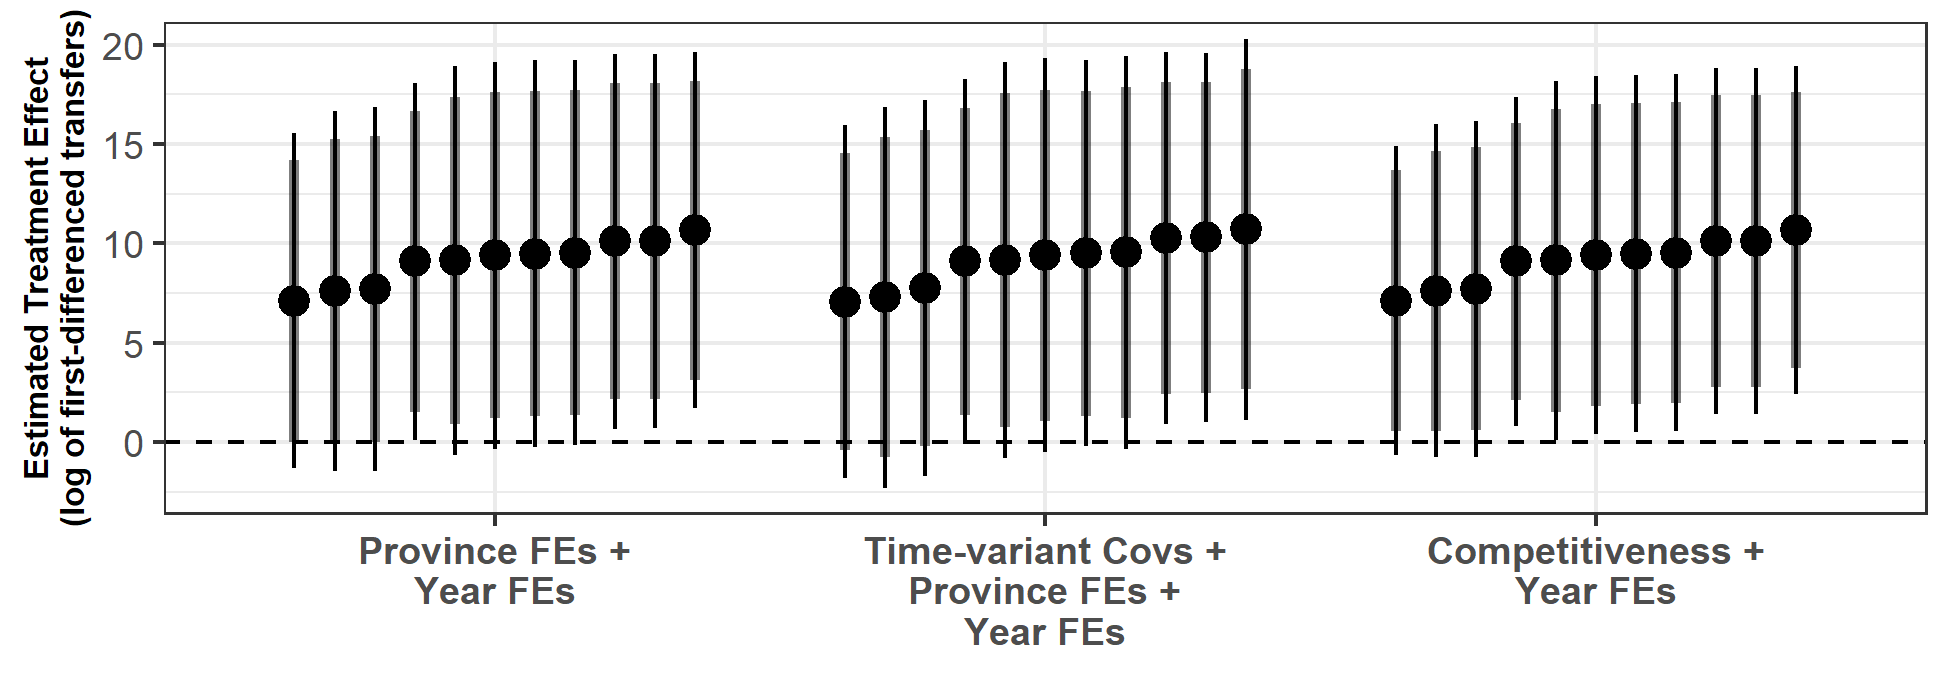 Estimated Treatment Effect
(log of first-differenced transfers)
20
15
10
5
0
Province FEs +
Year FEs
Time-variant Covs +
Province FEs +
Year FEs
Competitiveness +
Year FEs